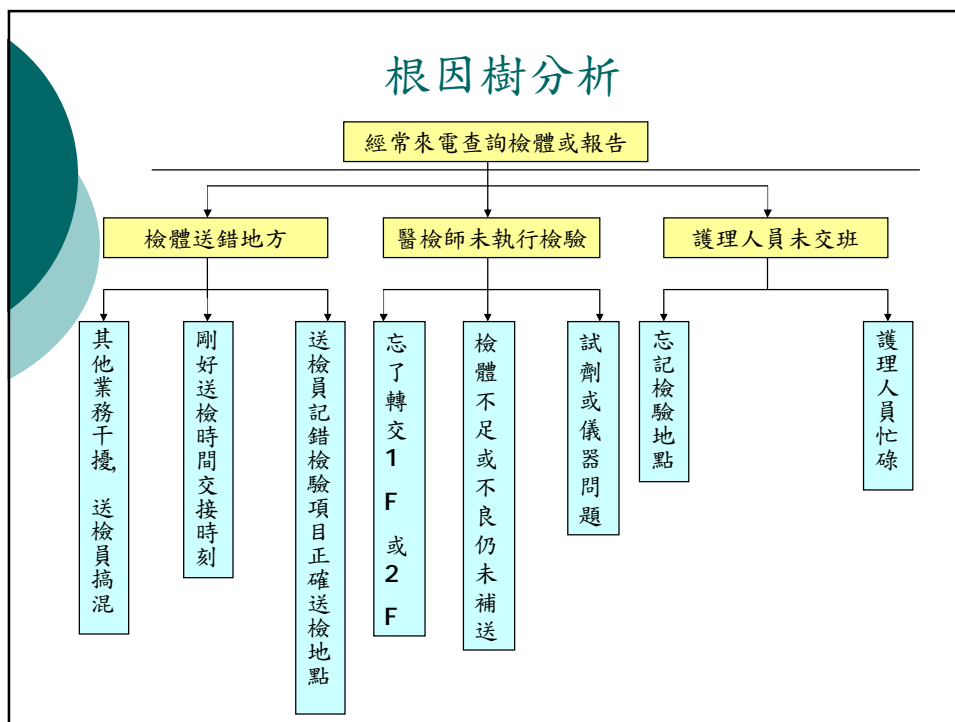 根因樹分析
經常來電查詢檢體或報告
檢體送錯地方
醫檢師未執行檢驗
護理人員未交班
其他業務干擾,送檢員搞混
剛好送檢時間交接時刻
送檢員記錯檢驗項目正確送檢地點
忘了轉交1F或2F
檢體不足或不良仍未補送
試劑或儀器問題
忘記檢驗地點
護理人員忙碌